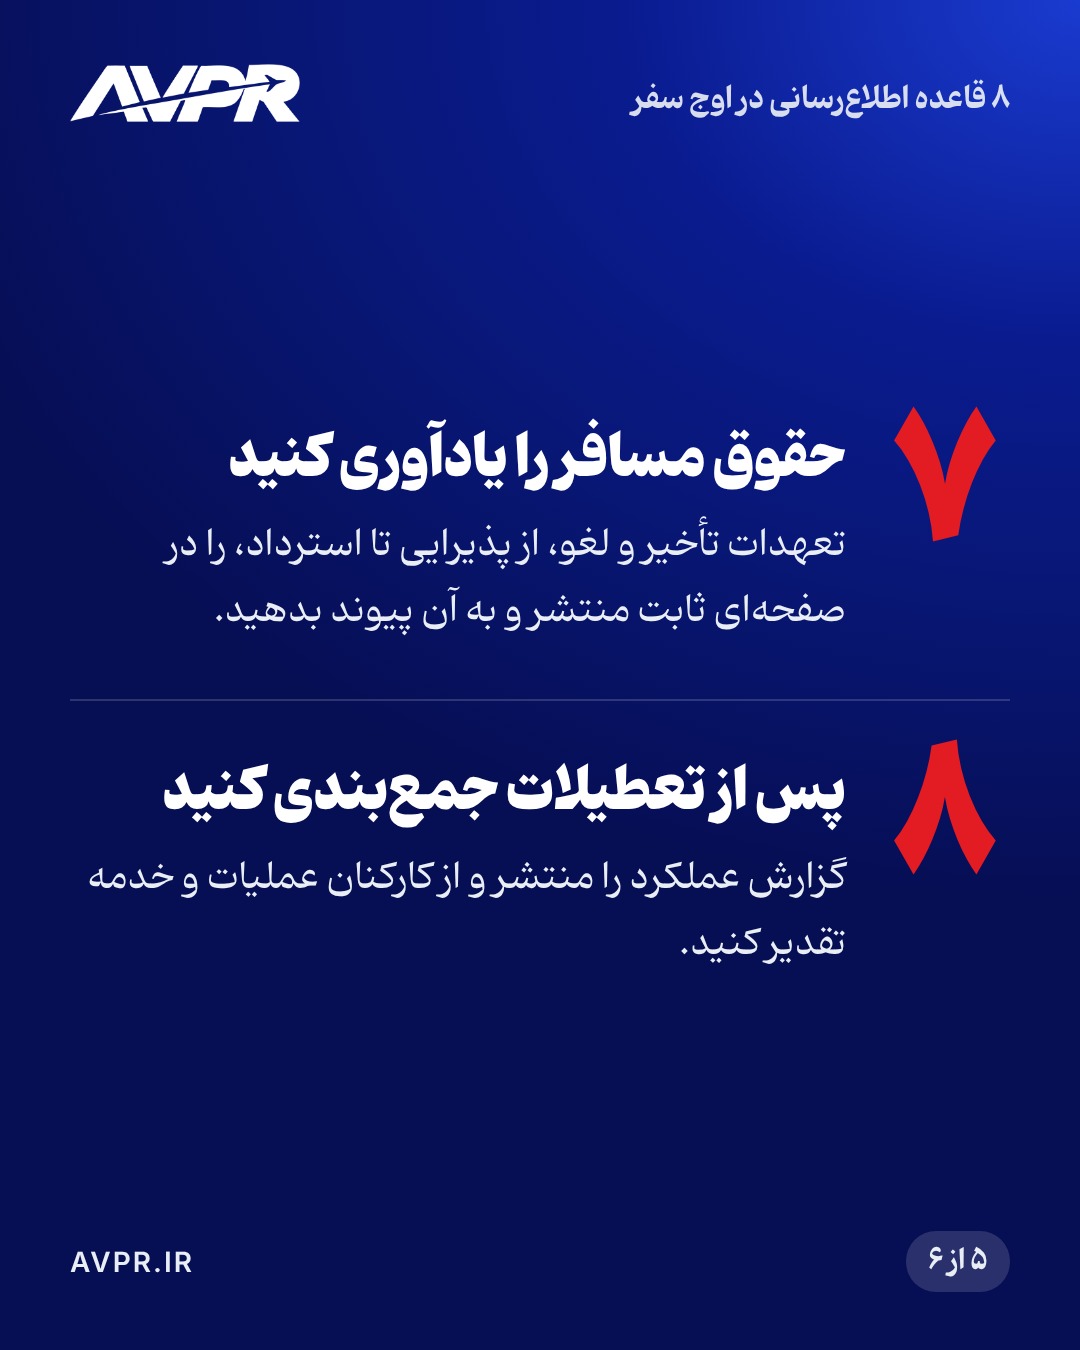 ۸ قاعده اطلاع‌رسانی در اوج سفر
AVPR
۷
حقوق مسافر را یادآوری کنید
تعهدات تأخیر و لغو، از پذیرایی تا استرداد، را در
صفحه‌ای ثابت منتشر و به آن پیوند بدهید.
۸
پس از تعطیلات جمع‌بندی کنید
گزارش عملکرد را منتشر و از کارکنان عملیات و خدمه
تقدیر کنید.
۵ از ۶
AVPR.IR